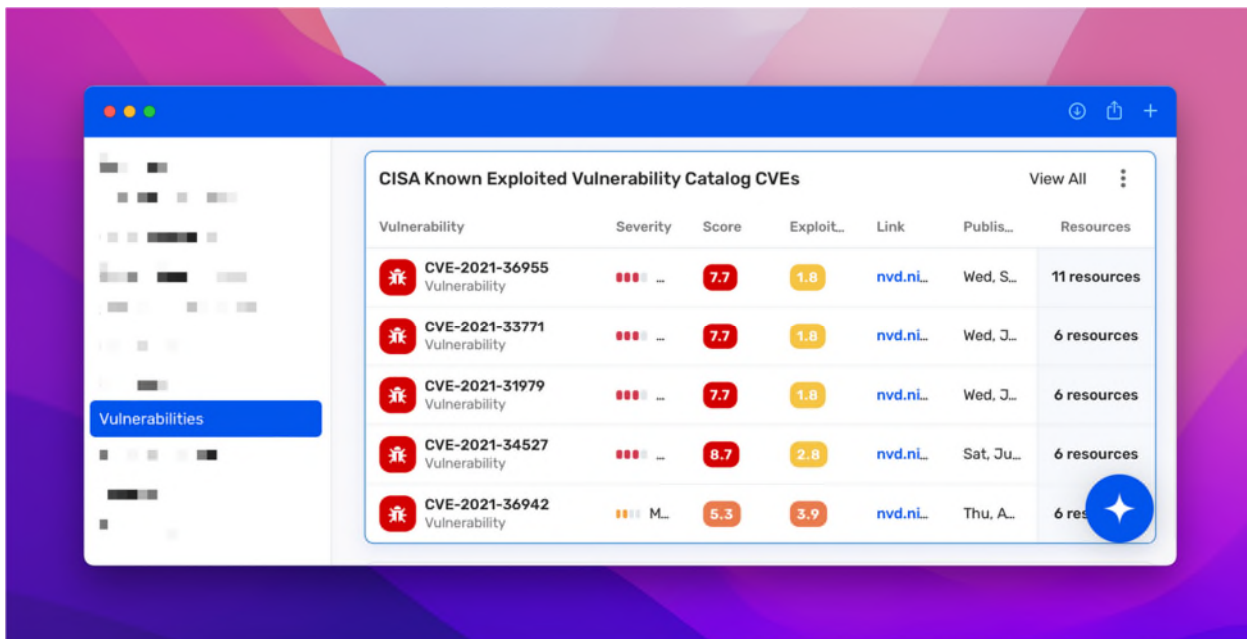 CISA Known Exploited Vulnerability Catalog CVEs View All
Vulnerability Severity Score Exploit... Link Publis... Resources
CVE-2021-36955
Vulnerability
... 7.7 1.8 nvd.ni... Wed, S... 11 resources
CVE-2021-33771
Vulnerability
... 7.7 1.8 nvd.ni... Wed, J... 6 resources
CVE-2021-31979
Vulnerability
... 7.7 1.8 nvd.ni... Wed, J... 6 resources
Vulnerabilities
CVE-2021-34527
Vulnerability
... 8.7 2.8 nvd.ni... Sat, Ju... 6 resources
CVE-2021-36942
Vulnerability
M... 5.3 3.9 nvd.ni... Thu, A... 6 res